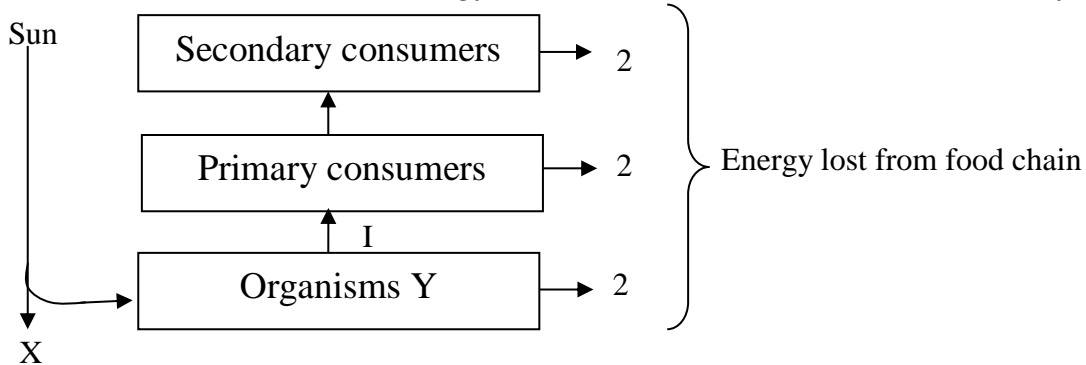 Sun
Secondary consumers
2
Primary consumers
2
Energy lost from food chain
I
Organisms Y
2
X